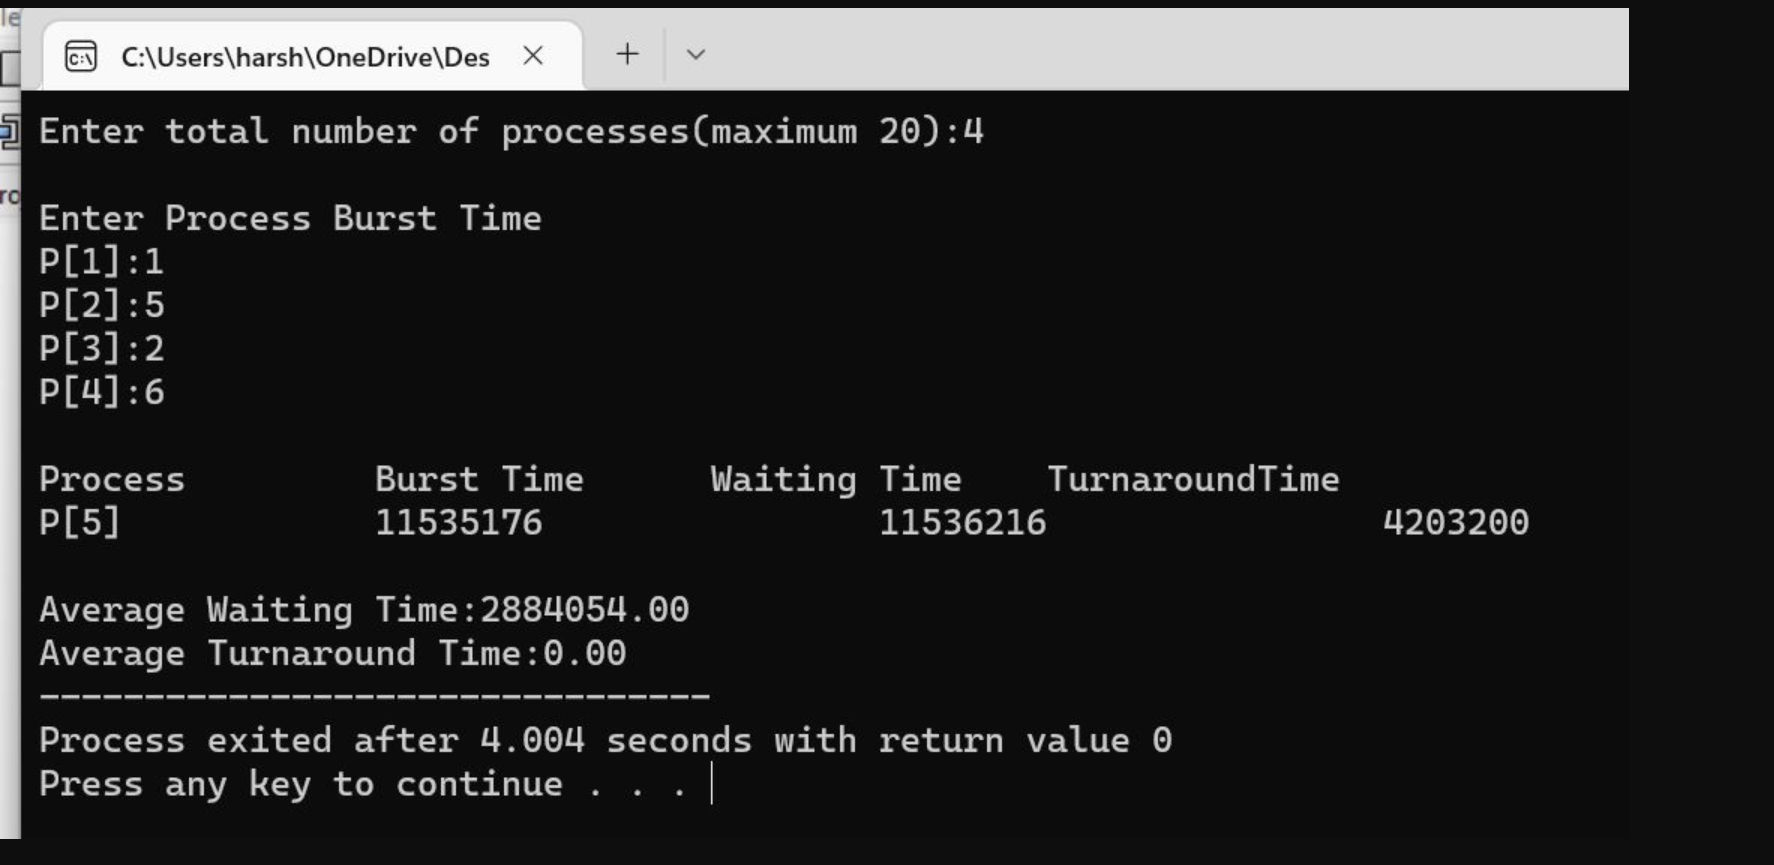 le
C:\Users\harsh\OneDrive\Des
ro
Enter total number of processes(maximum 20):4
Enter Process Burst Time
P[1]:1
P[2]:5
P[3]:2
P[4]:6
Process Burst Time Waiting Time TurnaroundTime
P[5] 11535176 11536216 4203200
Average Waiting Time:2884054.00
Average Turnaround Time:0.00
--------------------------------
Process exited after 4.004 seconds with return value 0
Press any key to continue . . .